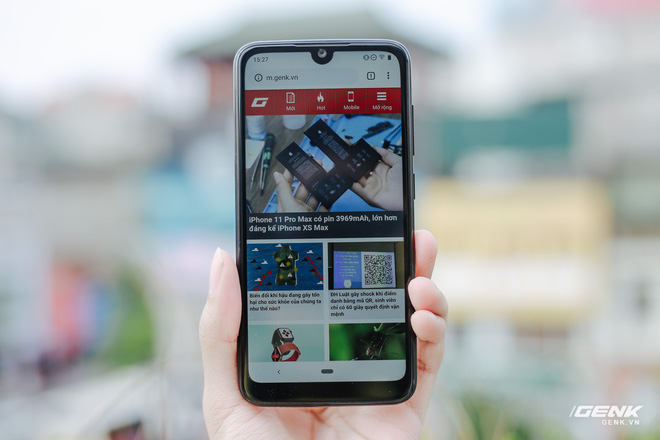 15:27
m.genk.vn
1
Mới
Hot
Mobile
Mở rộng
iPhone 11 Pro Max có pin 3969mAh, lớn hơn
đáng kể iPhone XS Max
Biến đổi khí hậu đang gây tổn
hại cho sức khỏe của chúng ta
như thế nào?
ĐH Luật gây shock khi điểm
danh bằng mã QR, sinh viên
chỉ có 60 giây quyết định vận
mệnh
GENK
GENK.VN